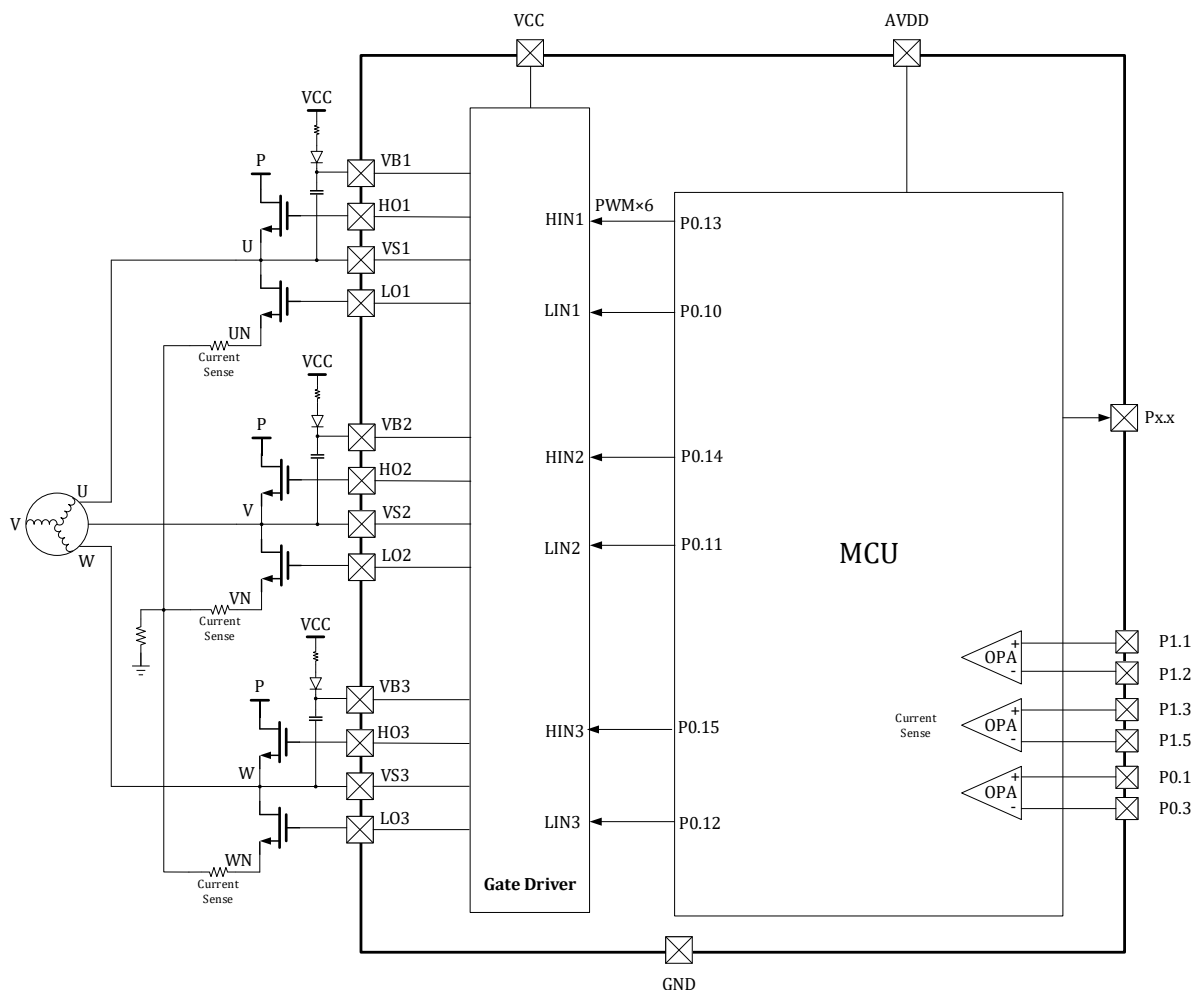 VCC
AVDD
VCC
VB1
P
HO1
PWM×6
HIN1
P0.13
U
VS1
LO1
LIN1
P0.10
UN
Current
Sense
VCC
Px.x
VB2
P
HIN2
P0.14
HO2
U
V
VS2
V
LIN2
P0.11
MCU
W
LO2
VN
Current
Sense
VCC
+
OPA
-
P1.1
P1.2
VB3
P
+
OPA
-
P1.3
P1.5
Current
Sense
HIN3
P0.15
HO3
W
VS3
+
OPA
-
P0.1
P0.3
LO3
LIN3
P0.12
WN
Current
Sense
Gate Driver
GND